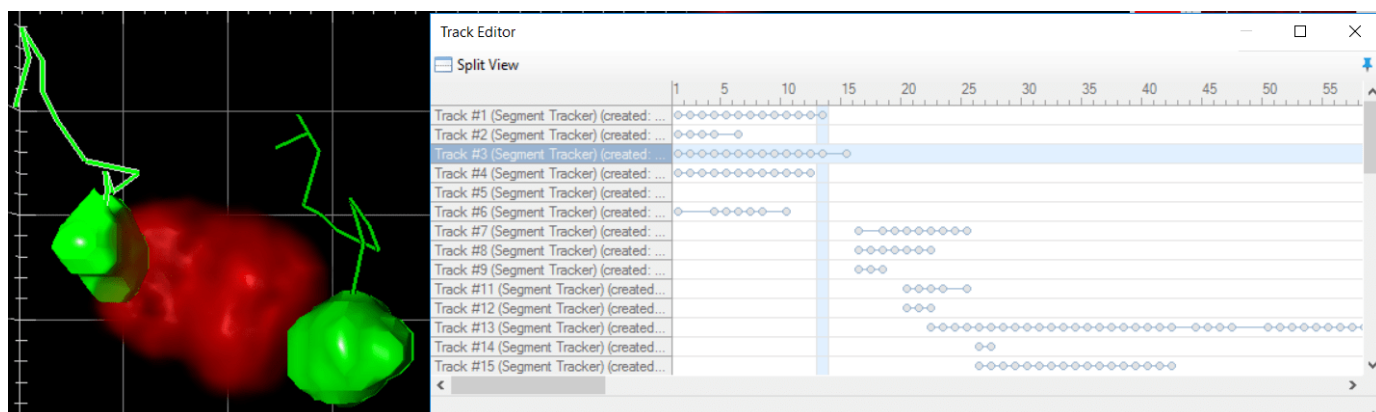 Track Editor
Split View
1 5 10 15 20 25 30 35 40 45 50 55
Track #1 (Segment Tracker) (created: ...
Track #2 (Segment Tracker) (created: ...
Track #3 (Segment Tracker) (created: ...
Track #4 (Segment Tracker) (created: ...
Track #5 (Segment Tracker) (created: ...
Track #6 (Segment Tracker) (created: ...
Track #7 (Segment Tracker) (created: ...
Track #8 (Segment Tracker) (created: ...
Track #9 (Segment Tracker) (created: ...
Track #11 (Segment Tracker) (created...
Track #12 (Segment Tracker) (created...
Track #13 (Segment Tracker) (created...
Track #14 (Segment Tracker) (created...
Track #15 (Segment Tracker) (created...